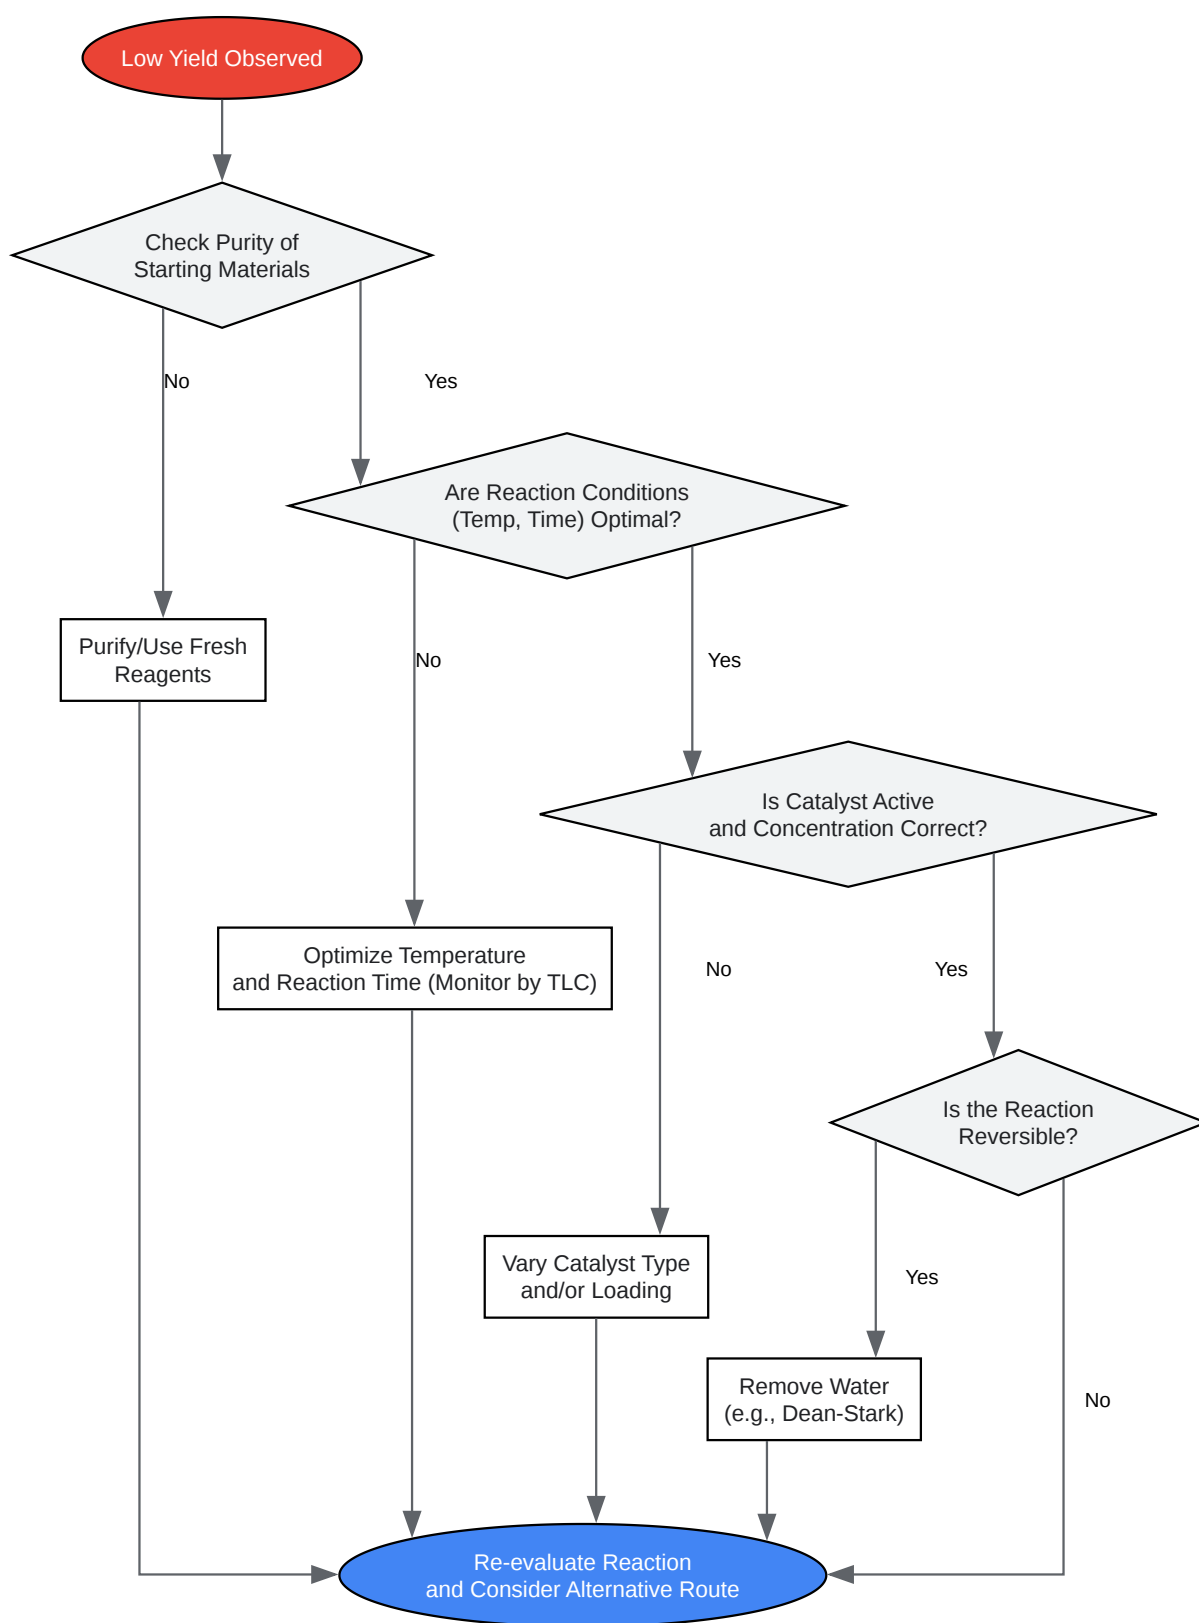 Low Yield Observed
Check Purity of
Starting Materials
No
Yes
Are Reaction Conditions
(Temp, Time) Optimal?
Purify/Use Fresh
Reagents
No
Yes
Is Catalyst Active
and Concentration Correct?
Optimize Temperature
and Reaction Time (Monitor by TLC)
No
Yes
Is the Reaction
Reversible?
Vary Catalyst Type
and/or Loading
Yes
Remove Water
(e.g., Dean-Stark)
No
Re-evaluate Reaction
and Consider Alternative Route